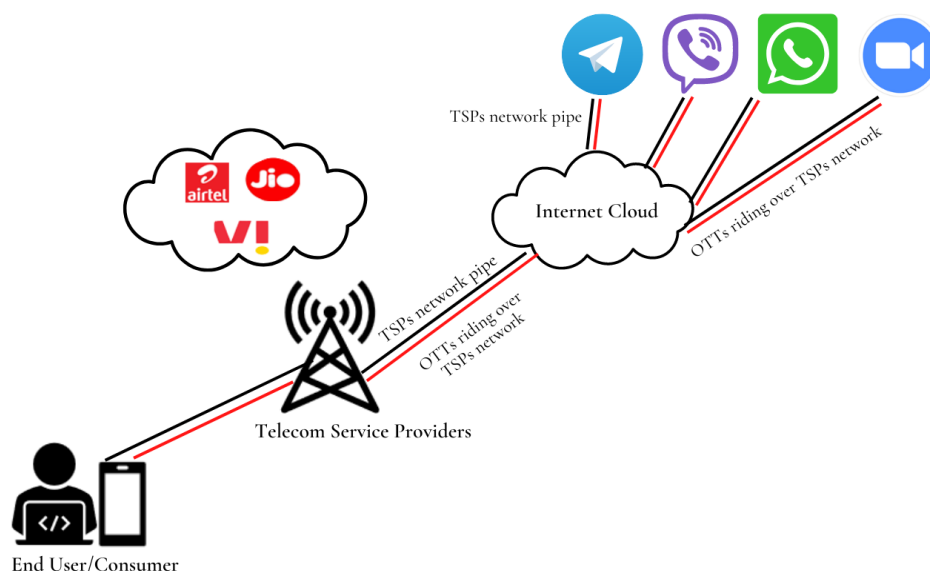 TSPs network pipe
OTTs riding over TSPs network
Internet Cloud
airtel
Jio
VI
TSPs network pipe
OTTs riding over
TSPs network
Telecom Service Providers
</>
End User/Consumer